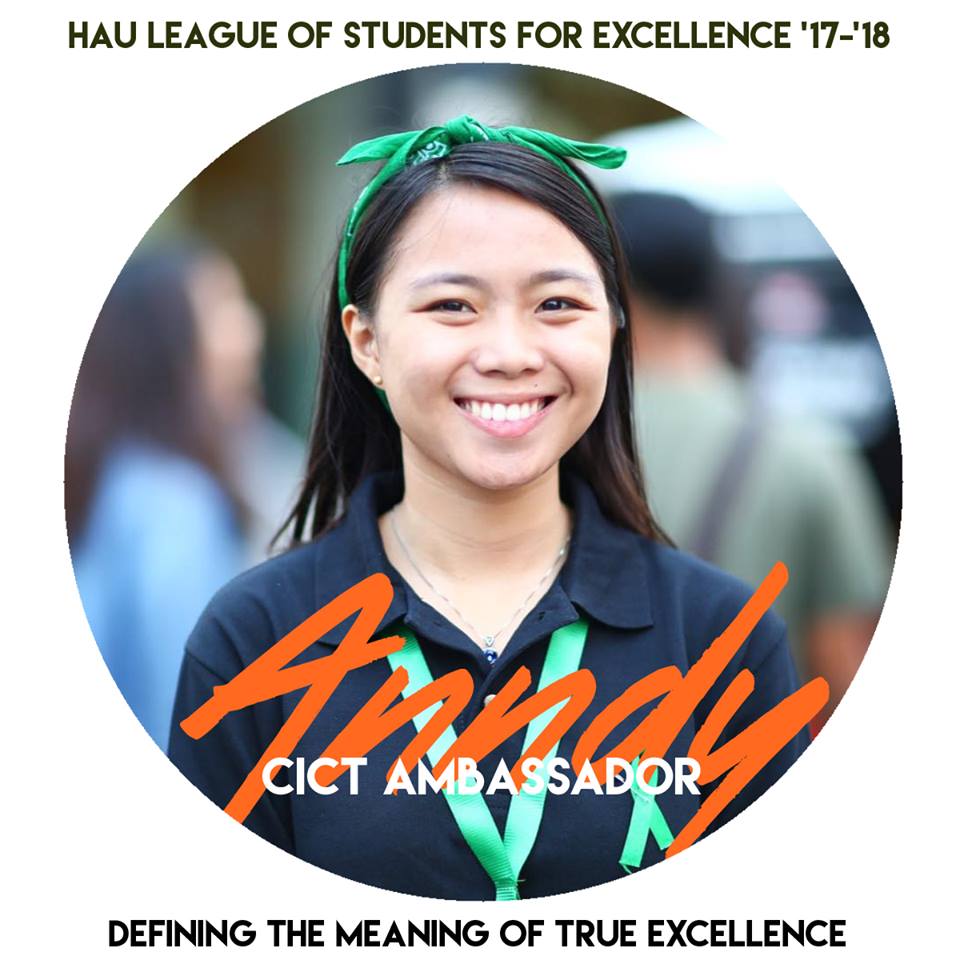 HAU LEAGUE OF STUDENTS FOR EXCELLENCE '17-'18
Anndy
CICT AMBASSADOR
DEFINING THE MEANING OF TRUE EXCELLENCE